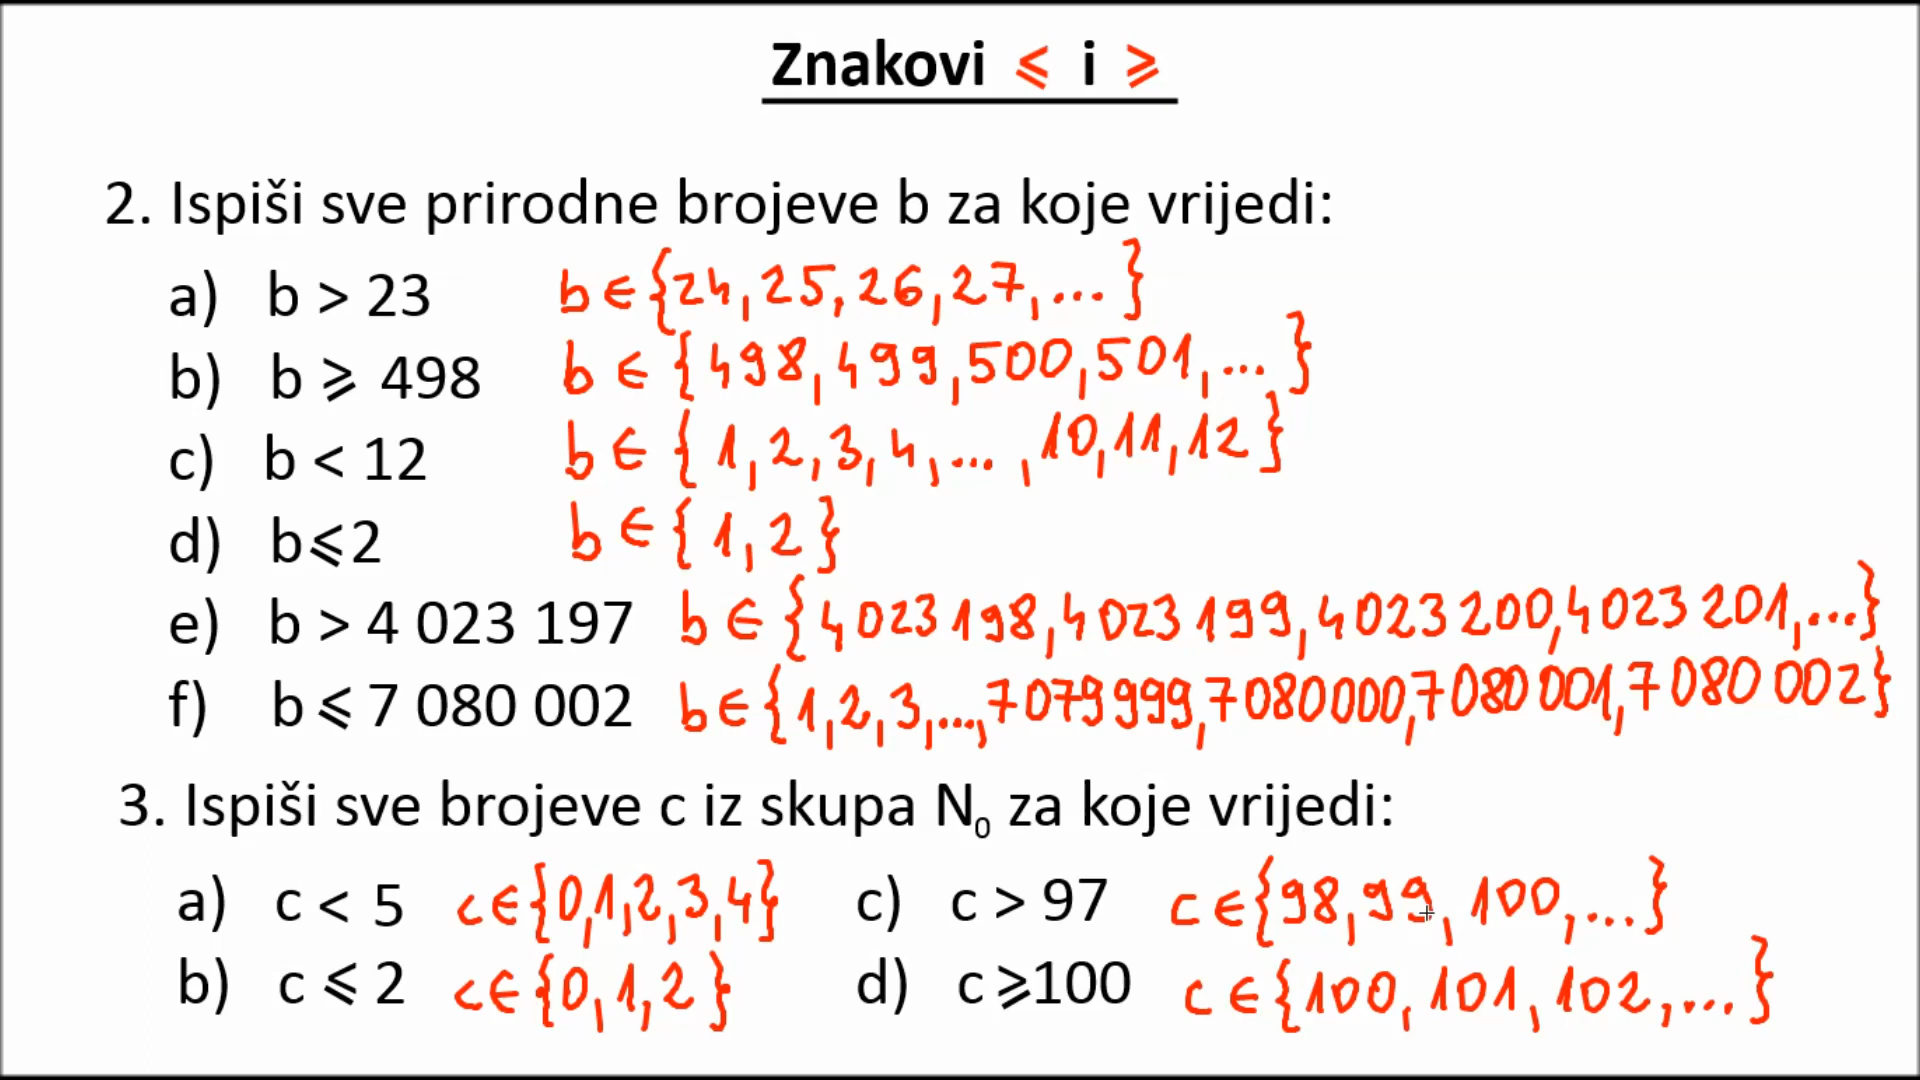 Znakovi ⩽ i ⩾
2. Ispiši sve prirodne brojeve b za koje vrijedi:
a) b > 23 b ∈ {24, 25, 26, 27, ... }
b) b ⩾ 498 b ∈ { 498, 499, 500, 501, ... }
c) b < 12 b ∈ { 1, 2, 3, 4, ... , 10, 11, 12 }
d) b⩽2 b ∈ { 1, 2 }
e) b > 4 023 197 b ∈ {4 023 198, 4 023 199, 4 023 200, 4 023 201, ...}
f) b ⩽ 7 080 002 b ∈ {1, 2, 3, ..., 7 079 999, 7 080 000, 7 080 001, 7 080 002}
3. Ispiši sve brojeve c iz skupa N₀ za koje vrijedi:
a) c < 5 c ∈ {0, 1, 2, 3, 4} c) c > 97 c ∈ {98, 99, 100, ... }
b) c ⩽ 2 c ∈ {0, 1, 2 } d) c ⩾100 c ∈ {100, 101, 102, ... }